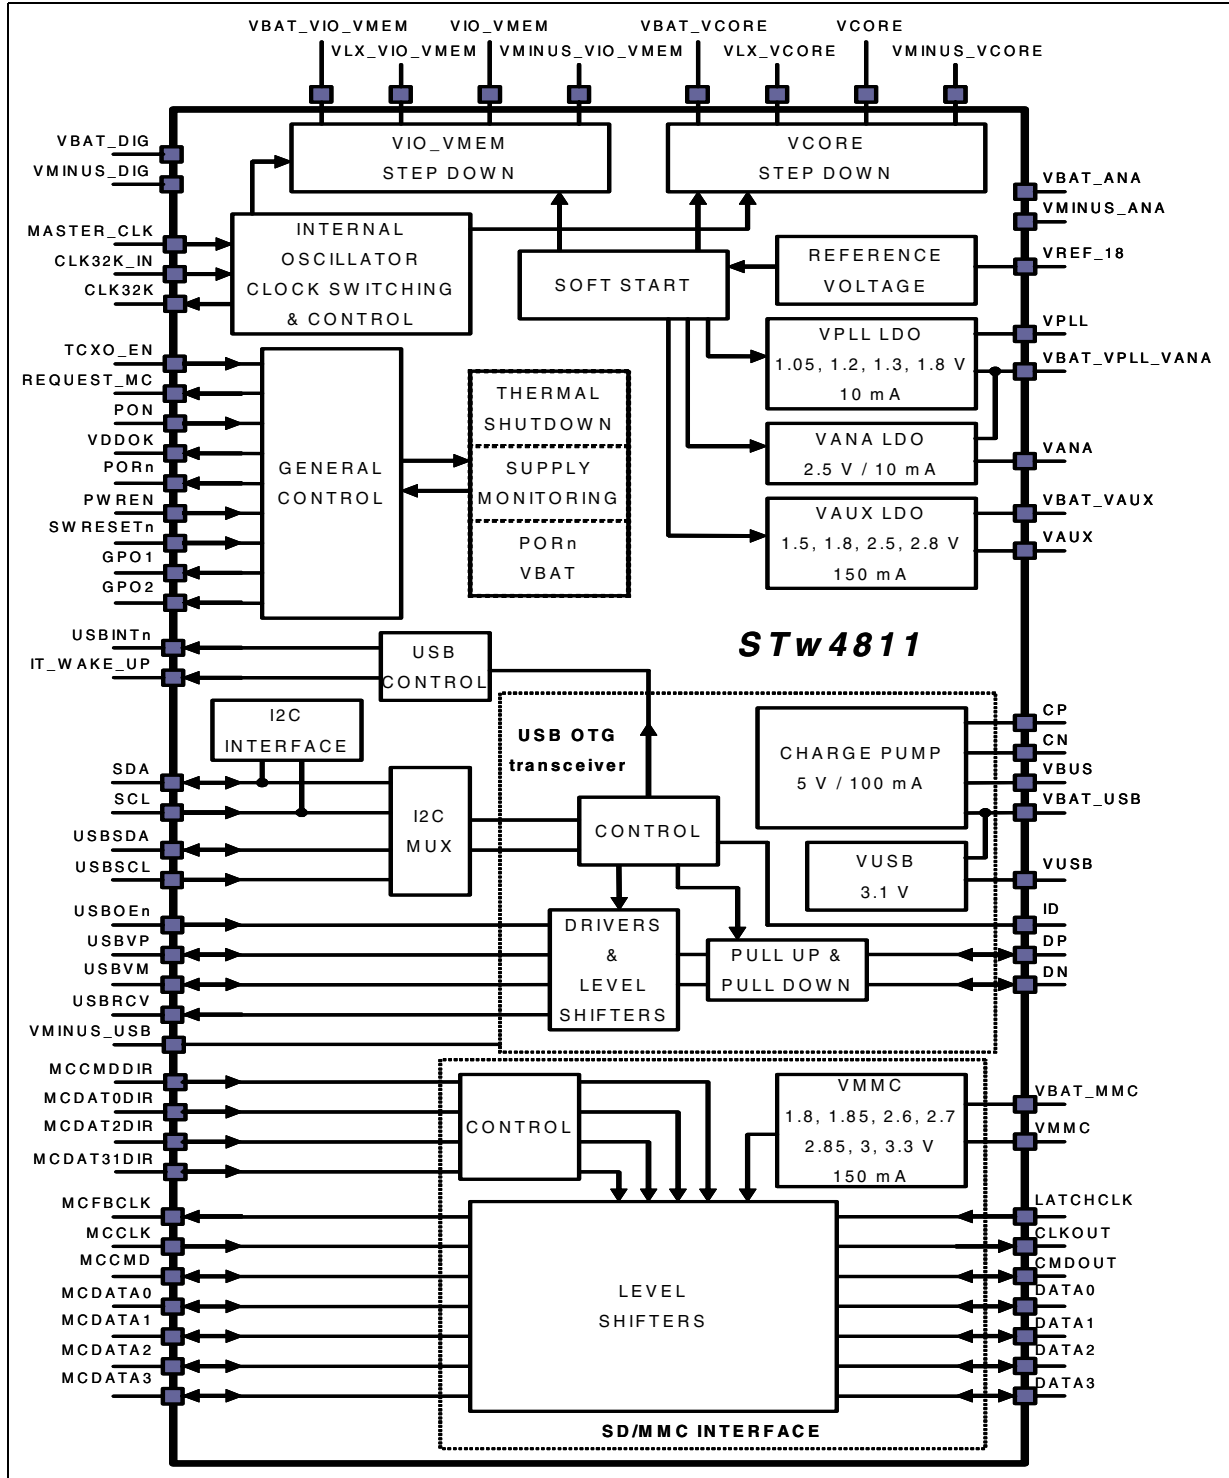 VBAT_VIO_VMEM
VIO_VMEM
VBAT_VCORE
VCORE
VLX_VIO_VMEM
VMINUS_VIO_VMEM
VLX_VCORE
VMINUS_VCORE
VBAT_DIG
VMINUS_DIG
MASTER_CLK
CLK32K_IN
CLK32K
TCXO_EN
REQUEST_MC
PON
VDDOK
PORn
PWREN
SWRESETn
GPO1
GPO2
USBINTn
IT_WAKE_UP
SDA
SCL
USBSDA
USBSCL
USBOEn
USBVP
USBVM
USBRCV
VMINUS_USB
MCCMDDIR
MCDAT0DIR
MCDAT2DIR
MCDAT31DIR
MCFBCLK
MCCLK
MCCMD
MCDATA0
MCDATA1
MCDATA2
MCDATA3
VIO_VMEM
STEP DOWN
VCORE
STEP DOWN
INTERNAL
OSCILLATOR
CLOCK SWITCHING
& CONTROL
SOFT START
REFERENCE
VOLTAGE
VPLL LDO
1.05, 1.2, 1.3, 1.8 V
10 mA
VANA LDO
2.5 V / 10 mA
VAUX LDO
1.5, 1.8, 2.5, 2.8 V
150 mA
GENERAL
CONTROL
THERMAL
SHUTDOWN
SUPPLY
MONITORING
PORn
VBAT
STw4811
USB
CONTROL
I2C
INTERFACE
USB OTG
transceiver
I2C
MUX
CONTROL
CHARGE PUMP
5 V / 100 mA
VUSB
3.1 V
DRIVERS
&
LEVEL
SHIFTERS
PULL UP &
PULL DOWN
CONTROL
VMMC
1.8, 1.85, 2.6, 2.7
2.85, 3, 3.3 V
150 mA
LEVEL
SHIFTERS
SD/MMC INTERFACE
VBAT_ANA
VMINUS_ANA
VREF_18
VPLL
VBAT_VPLL_VANA
VANA
VBAT_VAUX
VAUX
CP
CN
VBUS
VBAT_USB
VUSB
ID
DP
DN
VBAT_MMC
VMMC
LATCHCLK
CLKOUT
CMDOUT
DATA0
DATA1
DATA2
DATA3